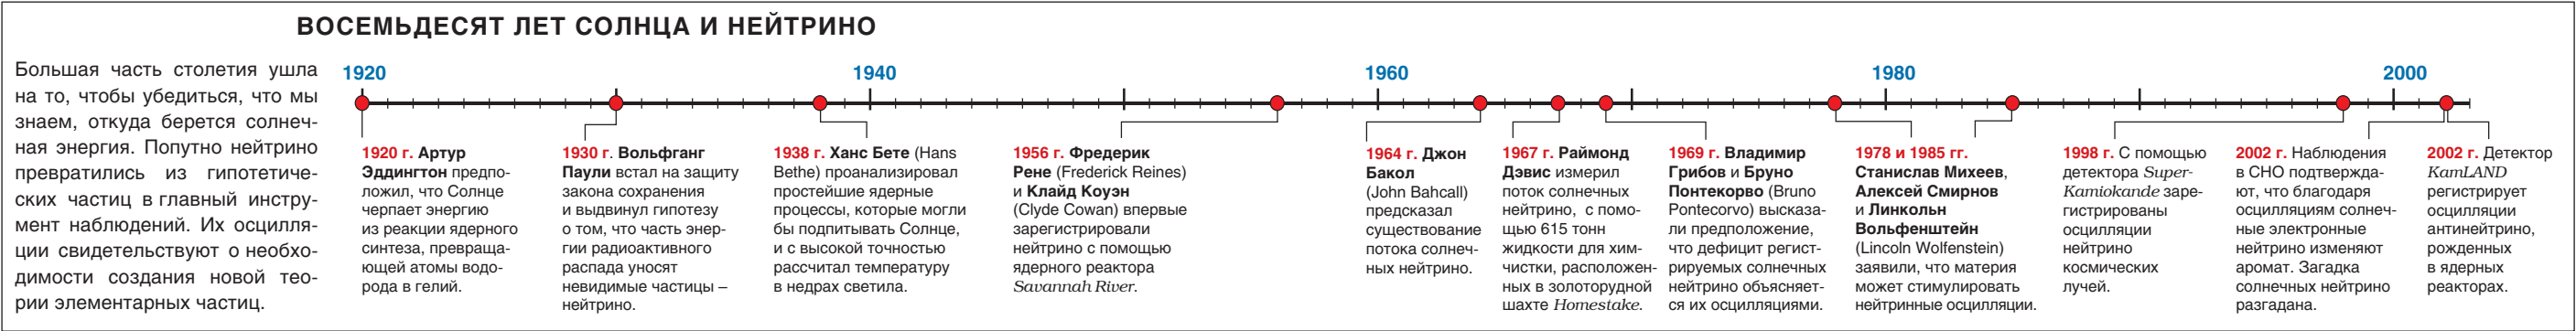 ВОСЕМЬДЕСЯТ ЛЕТ СОЛНЦА И НЕЙТРИНО
Большая часть столетия ушла
на то, чтобы убедиться, что мы
знаем, откуда берется солнеч-
ная энергия. Попутно нейтрино
превратились из гипотетиче-
ских частиц в главный инстру-
мент наблюдений. Их осцилля-
ции свидетельствуют о необхо-
димости создания новой тео-
рии элементарных частиц.
1920
1940
1960
1980
2000
1920 г. Артур
Эддингтон предпо-
ложил, что Солнце
черпает энергию
из реакции ядерного
синтеза, превраща-
ющей атомы водо-
рода в гелий.
1930 г. Вольфганг
Паули встал на защиту
закона сохранения
и выдвинул гипотезу
о том, что часть энер-
гии радиоактивного
распада уносят
невидимые частицы –
нейтрино.
1938 г. Ханс Бете (Hans
Bethe) проанализировал
простейшие ядерные
процессы, которые могли
бы подпитывать Солнце,
и с высокой точностью
рассчитал температуру
в недрах светила.
1956 г. Фредерик
Рене (Frederick Reines)
и Клайд Коуэн
(Clyde Cowan) впервые
зарегистрировали
нейтрино с помощью
ядерного реактора
Savannah River.
1964 г. Джон
Бакол
(John Bahcall)
предсказал
существование
потока солнеч-
ных нейтрино.
1967 г. Раймонд
Дэвис измерил
поток солнечных
нейтрино, с помо-
щью 615 тонн
жидкости для хим-
чистки, расположен-
ных в золоторудной
шахте Homestake.
1969 г. Владимир
Грибов и Бруно
Понтекорво (Bruno
Pontecorvo) высказа-
ли предположение,
что дефицит регист-
рируемых солнечных
нейтрино объясняет-
ся их осцилляциями.
1978 и 1985 гг.
Станислав Михеев,
Алексей Смирнов
и Линкольн
Вольфенштейн
(Lincoln Wolfenstein)
заявили, что материя
может стимулировать
нейтринные осцилляции.
1998 г. С помощью
детектора Super-
Kamiokande заре-
гистрированы
осцилляции
нейтрино
космических
лучей.
2002 г. Наблюдения
в СНО подтвержда-
ют, что благодаря
осцилляциям солнеч-
ные электронные
нейтрино изменяют
аромат. Загадка
солнечных нейтрино
разгадана.
2002 г. Детектор
KamLAND
регистрирует
осцилляции
антинейтрино,
рожденных
в ядерных
реакторах.